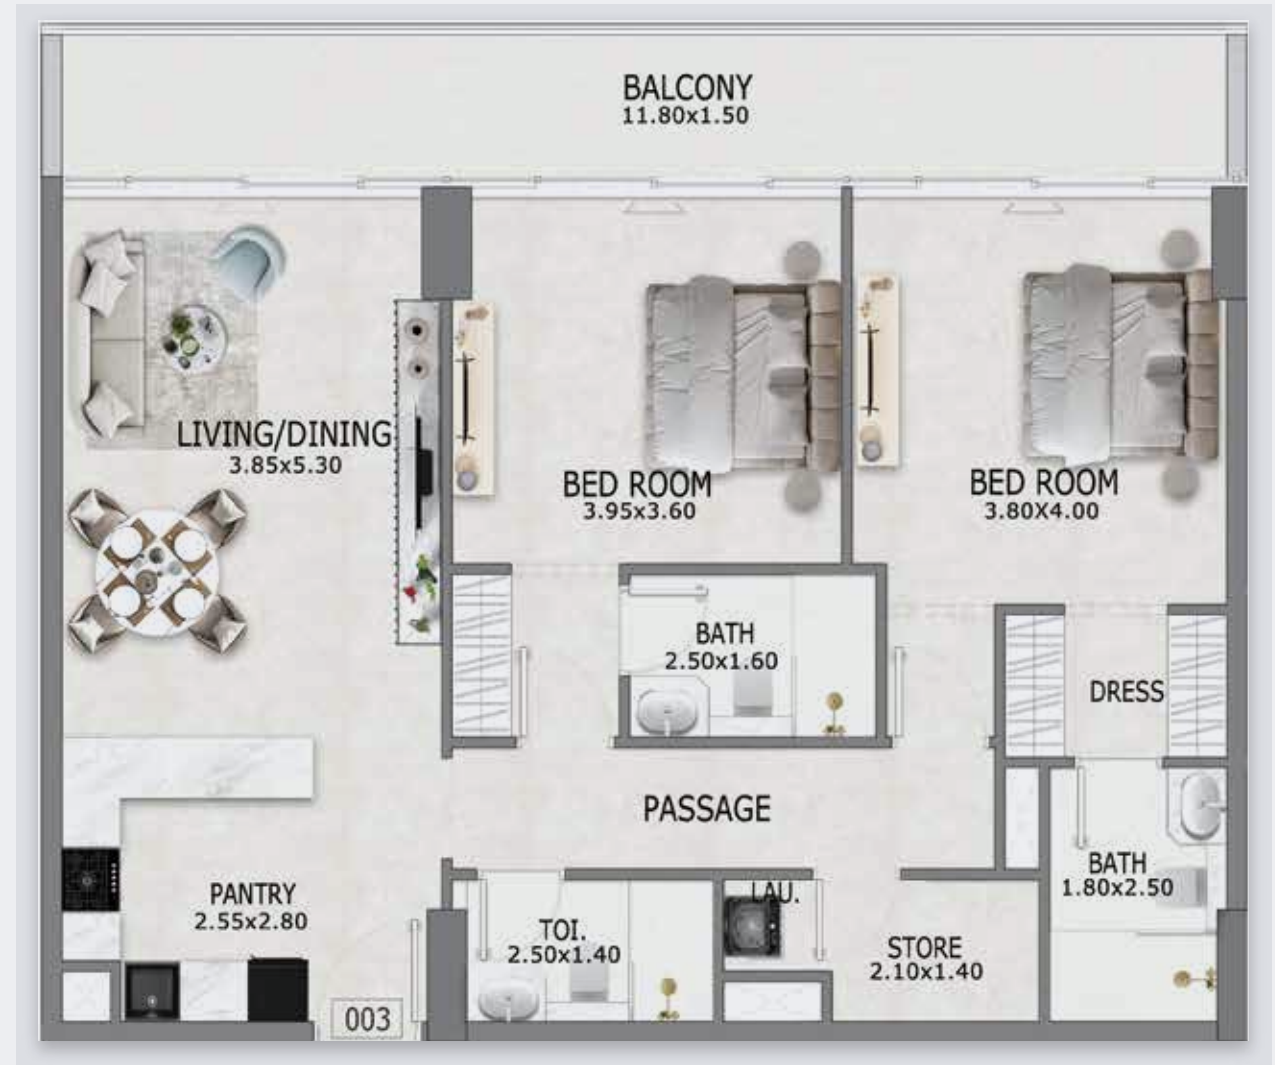 BALCONY
11.80x1.50
LIVING/DINING
3.85x5.30
BED ROOM
3.95x3.60
BED ROOM
3.80X4.00
BATH
2.50x1.60
DRESS
PASSAGE
PANTRY
2.55x2.80
BATH
1.80x2.50
LAU.
TOI.
2.50x1.40
STORE
2.10x1.40
003